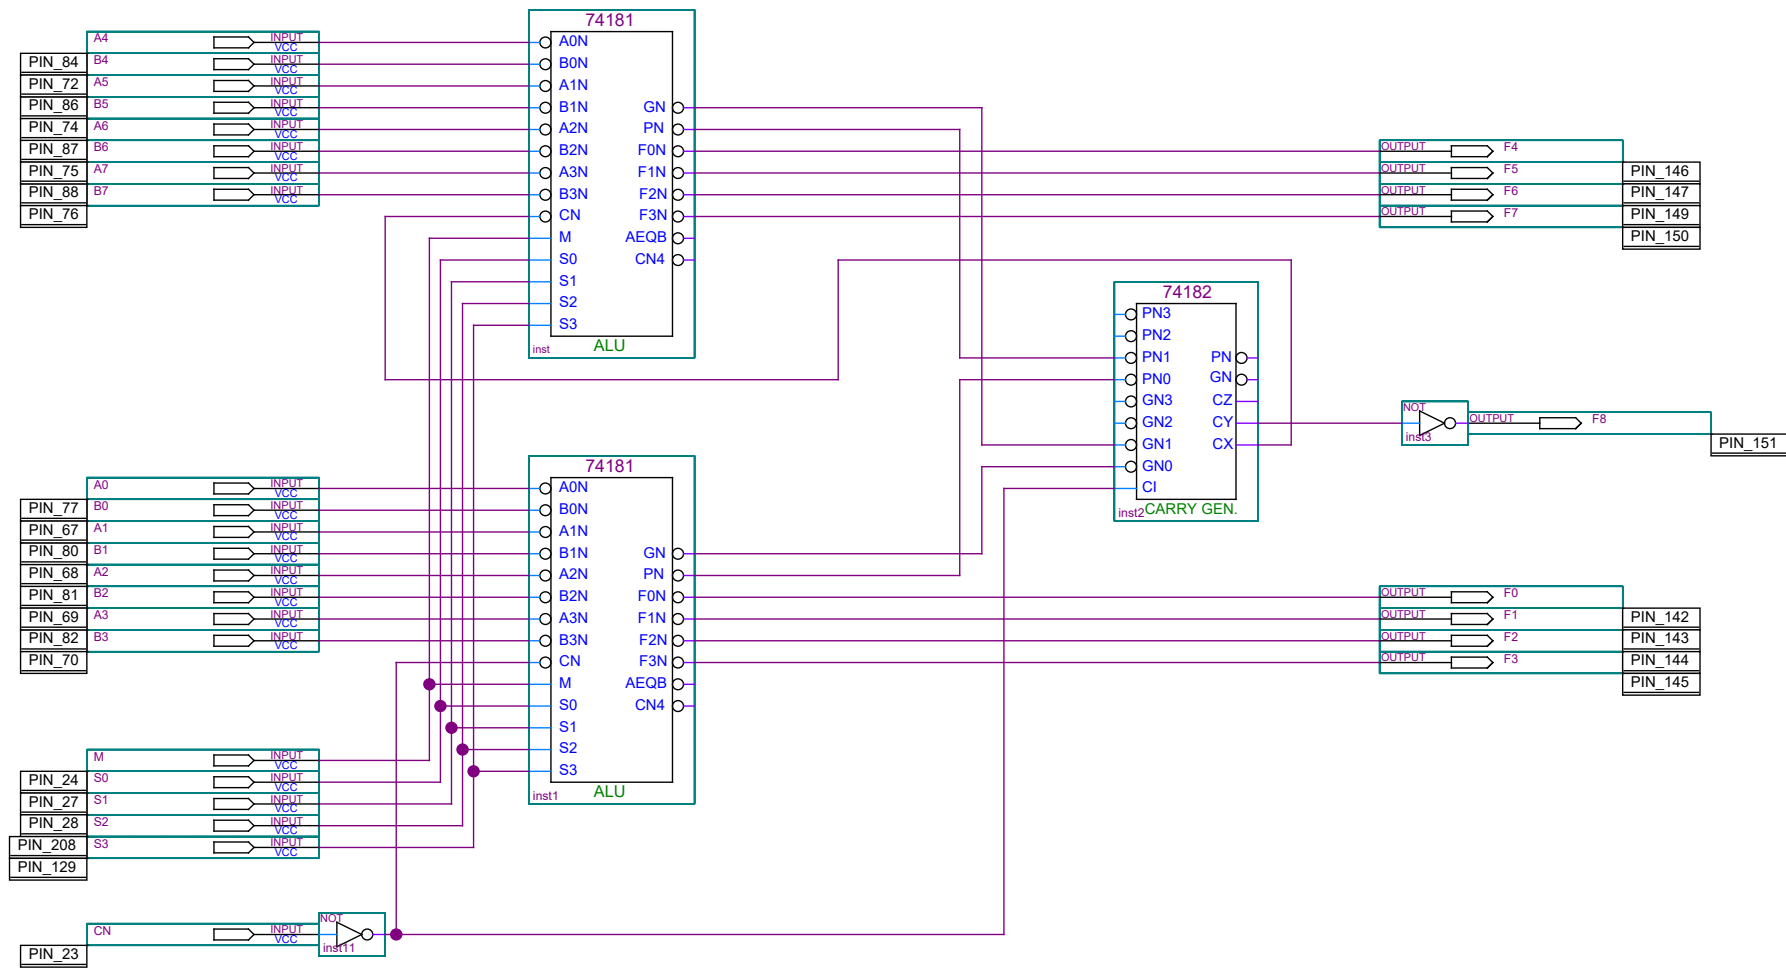 74181
A4 INPUT VCC A0N
PIN_84 B4 INPUT VCC B0N
PIN_72 A5 INPUT VCC A1N
PIN_86 B5 INPUT VCC B1N GN
PIN_74 A6 INPUT VCC A2N PN
PIN_87 B6 INPUT VCC B2N F0N OUTPUT F4
PIN_75 A7 INPUT VCC A3N F1N OUTPUT F5 PIN_146
PIN_88 B7 INPUT VCC B3N F2N OUTPUT F6 PIN_147
PIN_76 CN F3N OUTPUT F7 PIN_149
M AEQB PIN_150
S0 CN4
S1
S2
S3
inst ALU
74182
PN3
PN2
PN1 PN
PN0 GN
GN3 CZ
GN2 CY NOT inst3 OUTPUT F8
GN1 CX PIN_151
GN0
CI
inst2 CARRY GEN.
74181
A0 INPUT VCC A0N
PIN_77 B0 INPUT VCC B0N
PIN_67 A1 INPUT VCC A1N
PIN_80 B1 INPUT VCC B1N GN
PIN_68 A2 INPUT VCC A2N PN
PIN_81 B2 INPUT VCC B2N F0N OUTPUT F0
PIN_69 A3 INPUT VCC A3N F1N OUTPUT F1 PIN_142
PIN_82 B3 INPUT VCC B3N F2N OUTPUT F2 PIN_143
PIN_70 CN F3N OUTPUT F3 PIN_144
M AEQB PIN_145
S0 CN4
S1
S2
S3
inst1 ALU
M INPUT VCC
PIN_24 S0 INPUT VCC
PIN_27 S1 INPUT VCC
PIN_28 S2 INPUT VCC
PIN_208 S3 INPUT VCC
PIN_129
CN INPUT VCC NOT
PIN_23 inst11